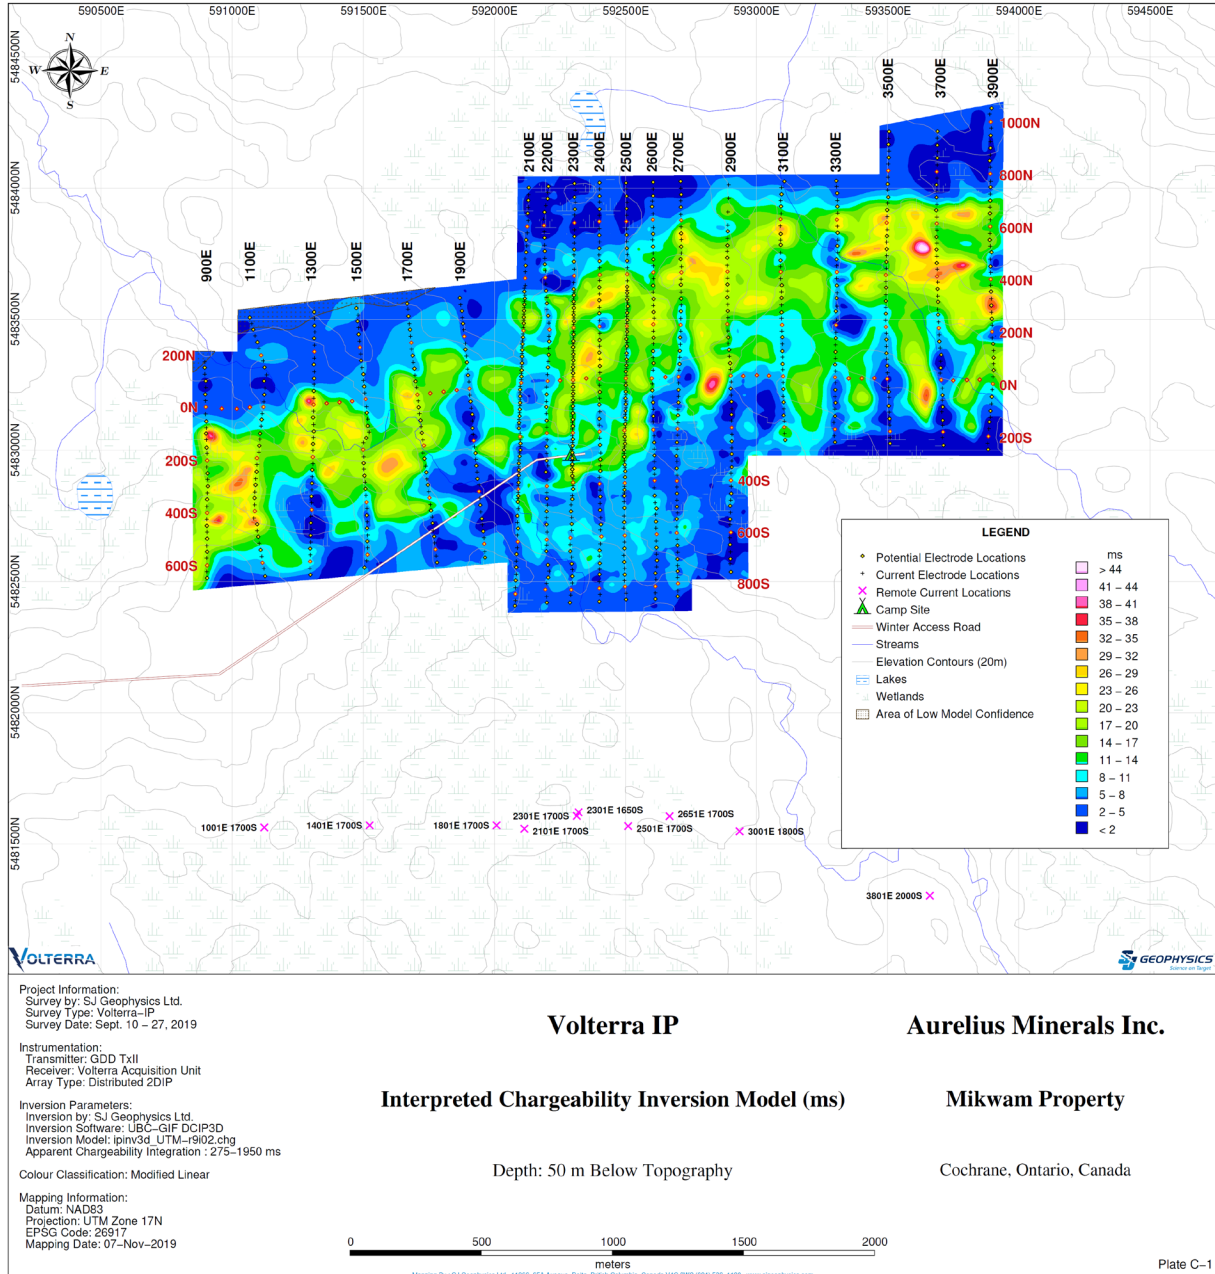 590500E 591000E 591500E 592000E 592500E 593000E 593500E 594000E 594500E
5484500N
5484000N
5483500N
5483000N
5482500N
5482000N
5481500N
N
W E
S
900E
1100E
1300E
1500E
1700E
1900E
2100E
2200E
2300E
2400E
2500E
2600E
2700E
2900E
3100E
3300E
3500E
3700E
3900E
1000N
800N
600N
400N
200N
0N
200S
400S
600S
800S
200N
0N
200S
400S
600S
LEGEND
Potential Electrode Locations
Current Electrode Locations
Remote Current Locations
Camp Site
Winter Access Road
Streams
Elevation Contours (20m)
Lakes
Wetlands
Area of Low Model Confidence
ms
> 44
41 – 44
38 – 41
35 – 38
32 – 35
29 – 32
26 – 29
23 – 26
20 – 23
17 – 20
14 – 17
11 – 14
8 – 11
5 – 8
2 – 5
< 2
1001E 1700S
1401E 1700S
1801E 1700S
2301E 1700S
2301E 1650S
2101E 1700S
2651E 1700S
2501E 1700S
3001E 1800S
3801E 2000S
VOLTERRA
SJ GEOPHYSICS
Science on Target
Project Information:
Survey by: SJ Geophysics Ltd.
Survey Type: Volterra–IP
Survey Date: Sept. 10 – 27, 2019
Instrumentation:
Transmitter: GDD TxII
Receiver: Volterra Acquisition Unit
Array Type: Distributed 2DIP
Inversion Parameters:
Inversion by: SJ Geophysics Ltd.
Inversion Software: UBC–GIF DCIP3D
Inversion Model: ipinv3d_UTM–r9i02.chg
Apparent Chargeability Integration : 275–1950 ms
Colour Classification: Modified Linear
Mapping Information:
Datum: NAD83
Projection: UTM Zone 17N
EPSG Code: 26917
Mapping Date: 07–Nov–2019
Volterra IP
Interpreted Chargeability Inversion Model (ms)
Depth: 50 m Below Topography
Aurelius Minerals Inc.
Mikwam Property
Cochrane, Ontario, Canada
0 500 1000 1500 2000
meters
Plate C–1